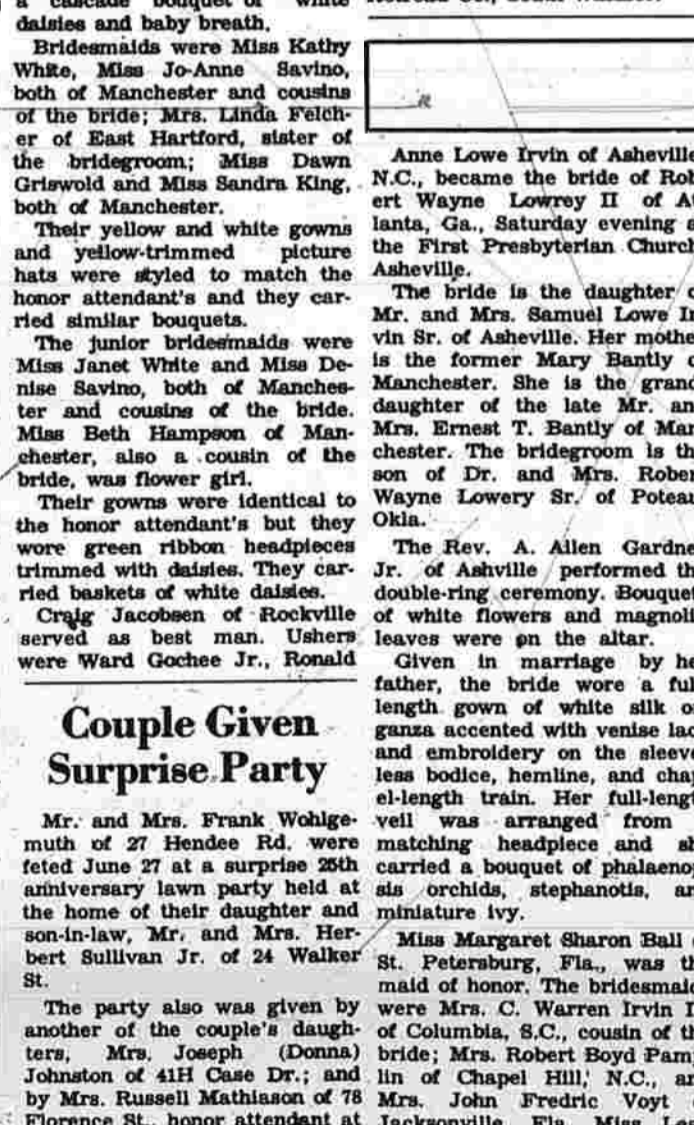 a cascade bouquet of white
daisies and baby breath.
Bridesmaids were Miss Kathy
White, Miss Jo-Anne Savino,
both of Manchester and cousins
of the bride; Mrs. Linda Felch-
er of East Hartford, sister of
the bridegroom; Miss Dawn
Griswold and Miss Sandra King,
both of Manchester.
Their yellow and white gowns
and yellow-trimmed picture
hats were styled to match the
honor attendant's and they car-
ried similar bouquets.
The junior bridesmaids were
Miss Janet White and Miss De-
nise Savino, both of Manches-
ter and cousins of the bride.
Miss Beth Hampson of Man-
chester, also a cousin of the
bride, was flower girl.
Their gowns were identical to
the honor attendant's but they
wore green ribbon headpieces
trimmed with daisies. They car-
ried baskets of white daisies.
Craig Jacobsen of Rockville
served as best man. Ushers
were Ward Gochee Jr., Ronald
Couple Given
Surprise Party
Mr. and Mrs. Frank Wohlge-
muth of 27 Hendee Rd. were
feted June 27 at a surprise 25th
anniversary lawn party held at
the home of their daughter and
son-in-law, Mr. and Mrs. Her-
bert Sullivan Jr. of 24 Walker
St.
The party also was given by
another of the couple's daugh-
ters, Mrs. Joseph (Donna)
Johnston of 41H Case Dr.; and
by Mrs. Russell Mathiason of 78
Florence St., honor attendant at
Anne Lowe Irvin of Asheville
N.C., became the bride of Rob
ert Wayne Lowrey II of At
lanta, Ga., Saturday evening a
the First Presbyterian Church
Asheville.
The bride is the daughter o
Mr. and Mrs. Samuel Lowe Ir
vin Sr. of Asheville. Her mothe
is the former Mary Bantly o
Manchester. She is the grand
daughter of the late Mr. an
Mrs. Ernest T. Bantly of Man
chester. The bridegroom is th
son of Dr. and Mrs. Rober
Wayne Lowery Sr. of Poteau
Okla.
The Rev. A. Allen Gardne
Jr. of Ashville performed th
double-ring ceremony. Bouquet
of white flowers and magnoli
leaves were on the altar.
Given in marriage by he
father, the bride wore a full
length gown of white silk or
ganza accented with venise lac
and embroidery on the sleeve
less bodice, hemline, and chap
el-length train. Her full-lengt
veil was arranged from
matching headpiece and sh
carried a bouquet of phalaenop
sis orchids, stephanotis, an
miniature ivy.
Miss Margaret Sharon Ball
St. Petersburg, Fla., was th
maid of honor. The bridesmaid
were Mrs. C. Warren Irvin
of Columbia, S.C., cousin of th
bride; Mrs. Robert Boyd Pam
lin of Chapel Hill, N.C., an
Mrs. John Fredric Voyt
Jacksonville, Fla. Miss